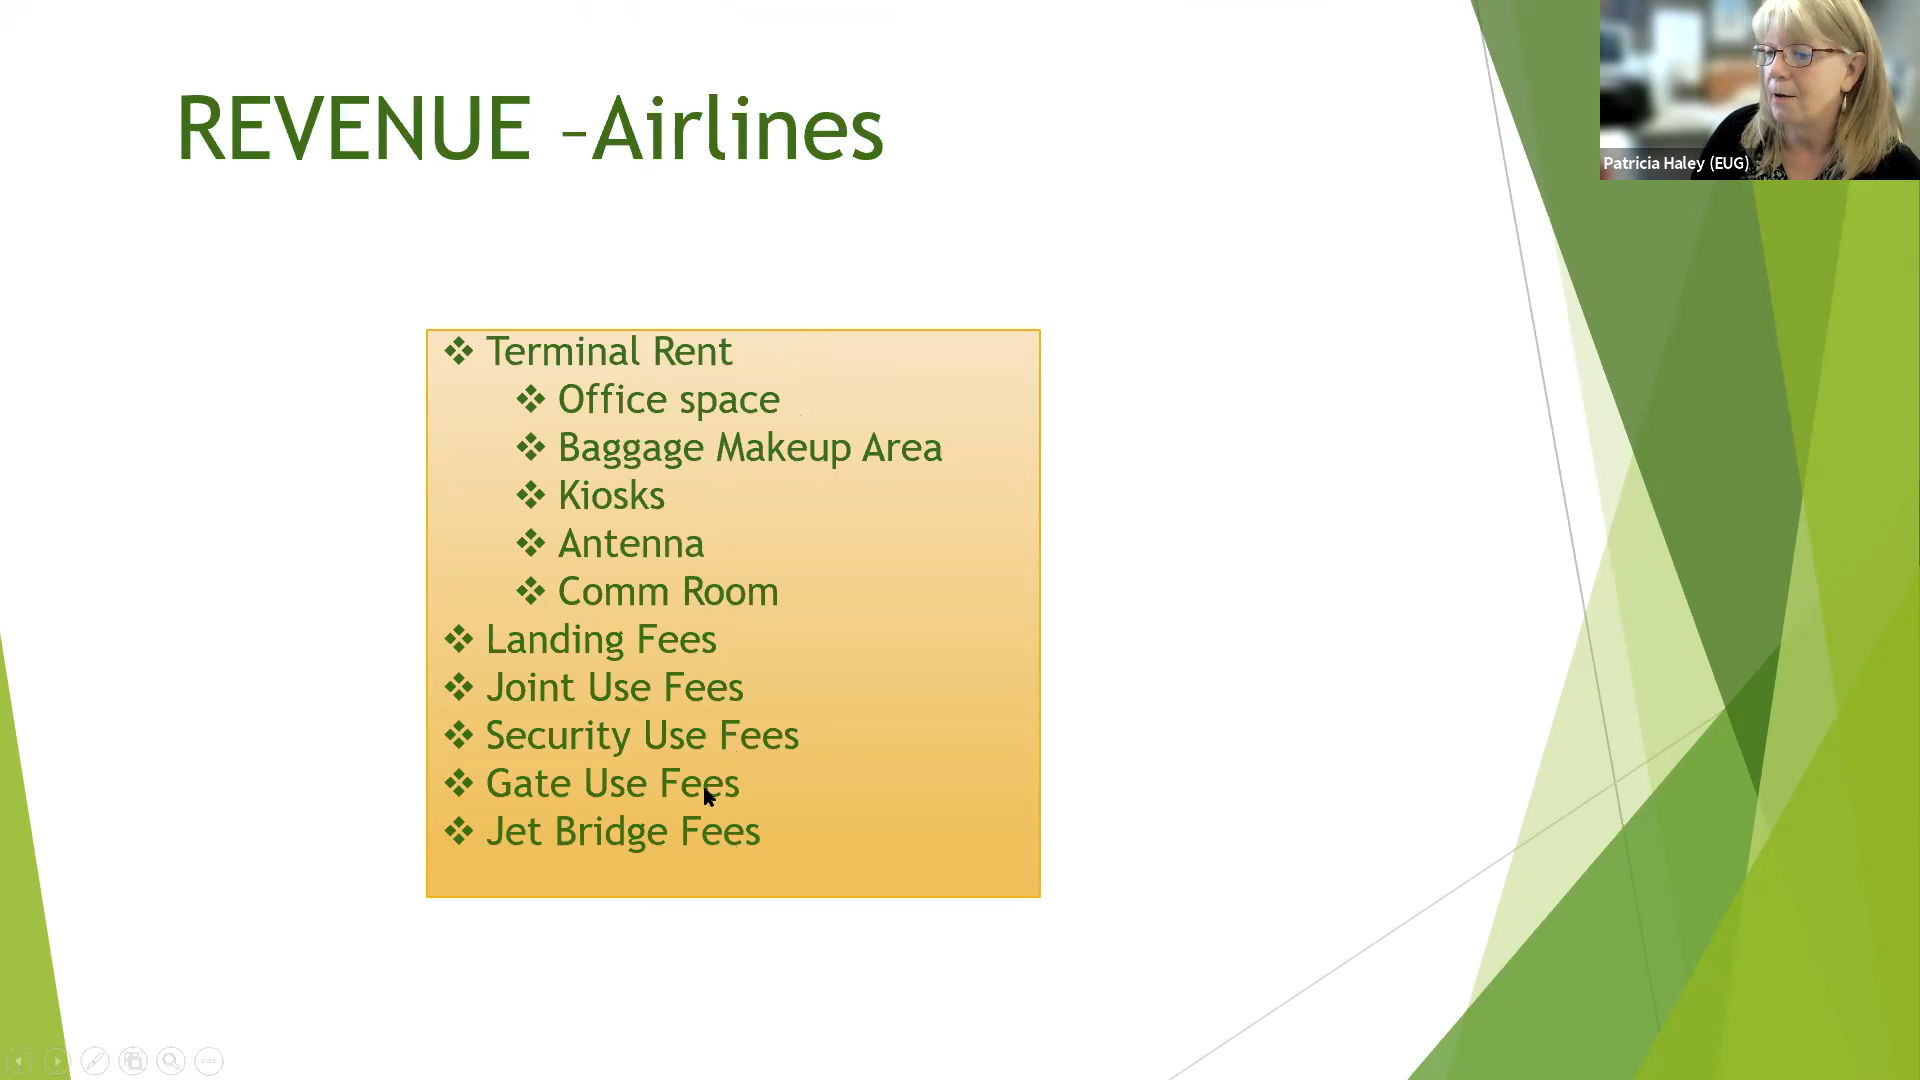 REVENUE –Airlines
Patricia Haley (EUG)
Terminal Rent
Office space
Baggage Makeup Area
Kiosks
Antenna
Comm Room
Landing Fees
Joint Use Fees
Security Use Fees
Gate Use Fees
Jet Bridge Fees